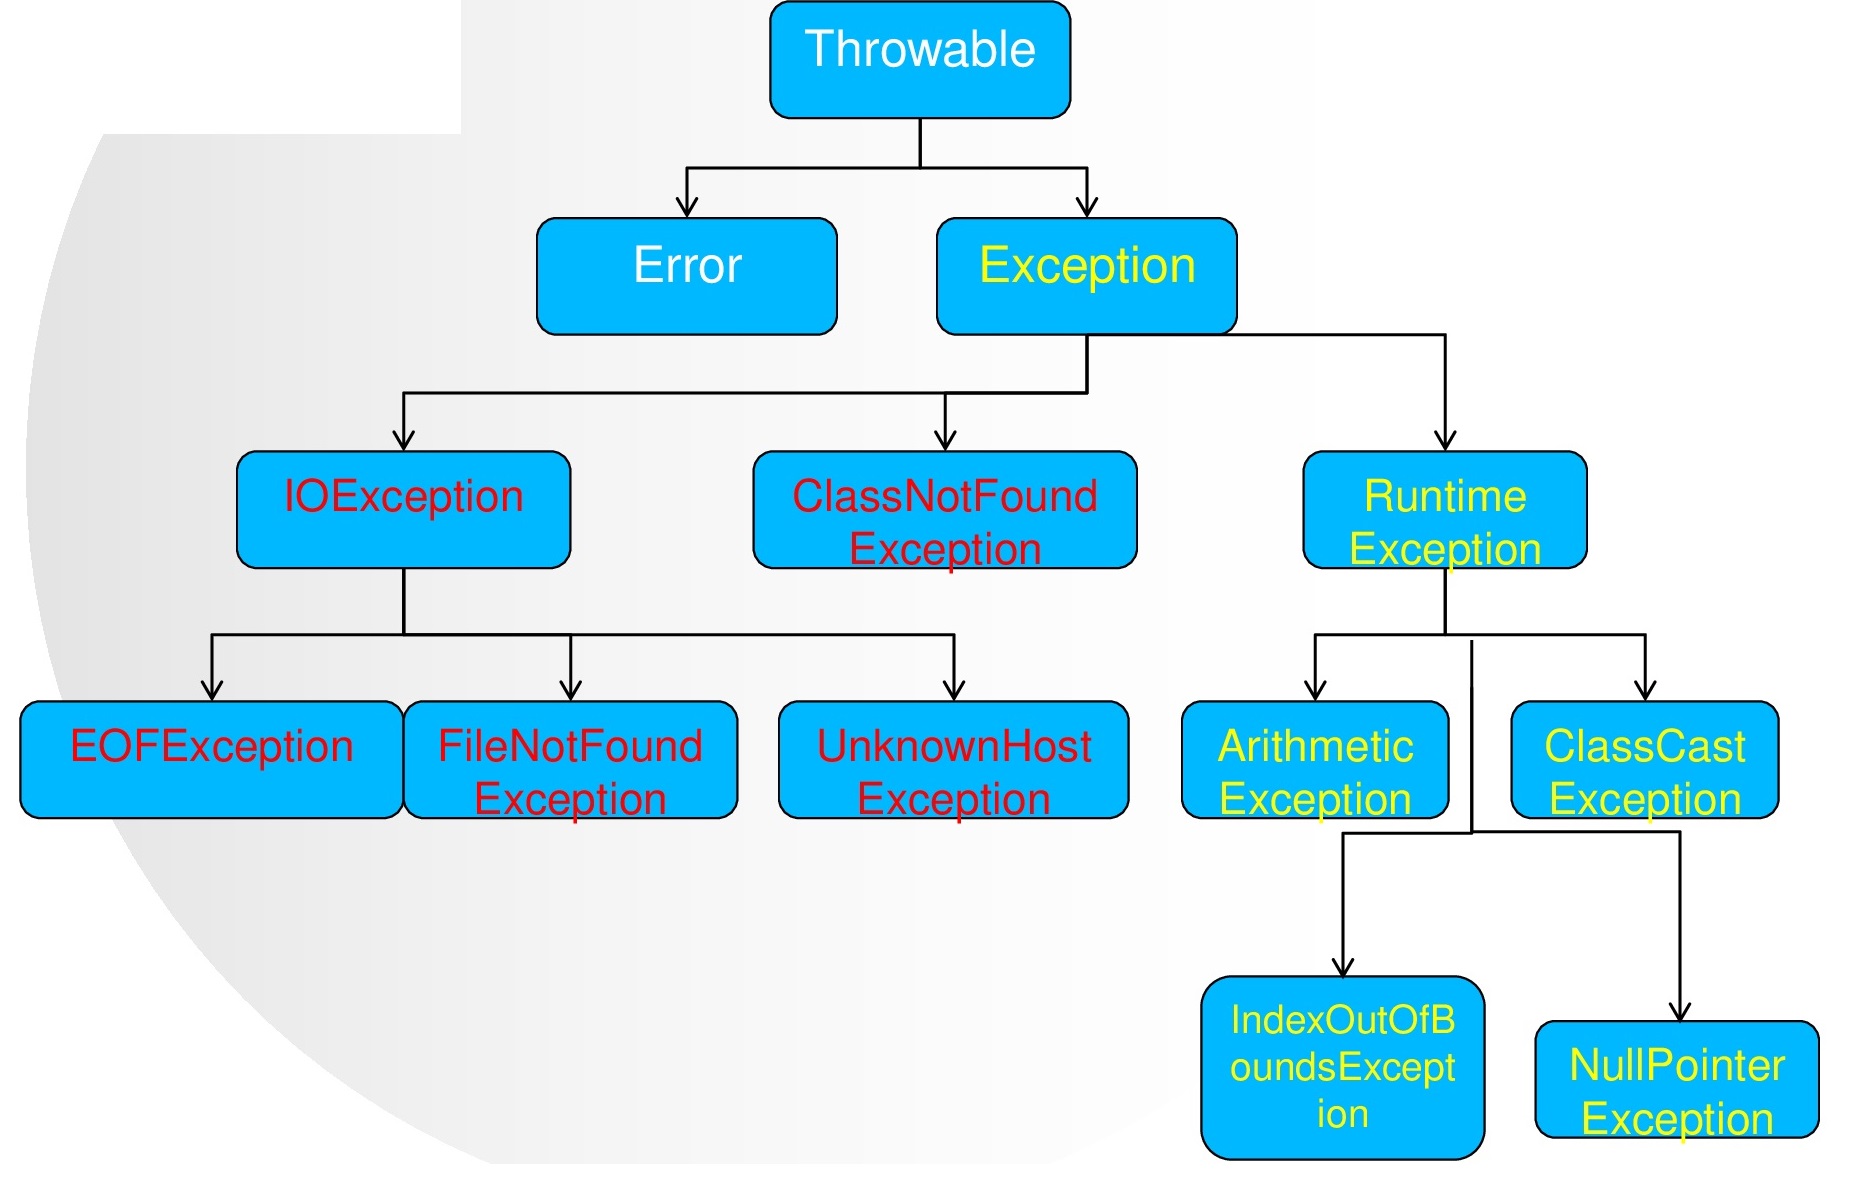 Throwable
Error
Exception
IOException
ClassNotFound
Exception
Runtime
Exception
EOFException
FileNotFound
Exception
UnknownHost
Exception
Arithmetic
Exception
ClassCast
Exception
IndexOutOfB
oundsExcept
ion
NullPointer
Exception